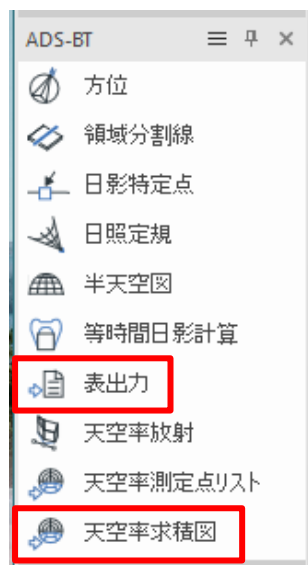 ADS-BT
方位
領域分割線
日影特定点
日照定規
半天空図
等時間日影計算
表出力
天空率放射
天空率測定点リスト
天空率求積図